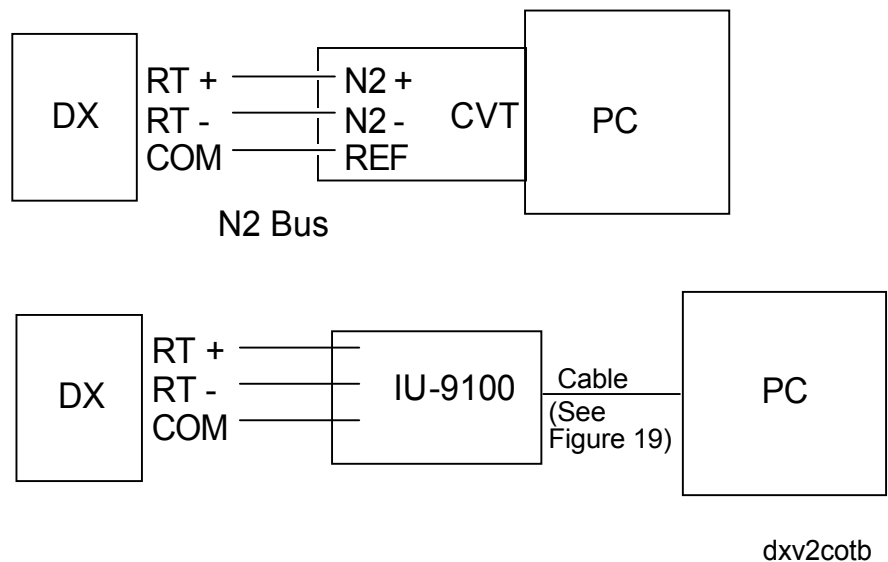 DX
RT +
RT -
COM
N2 +
N2 -
REF
CVT
PC
N2 Bus
DX
RT +
RT -
COM
IU-9100
Cable
(See
Figure 19)
PC
dxv2cotb